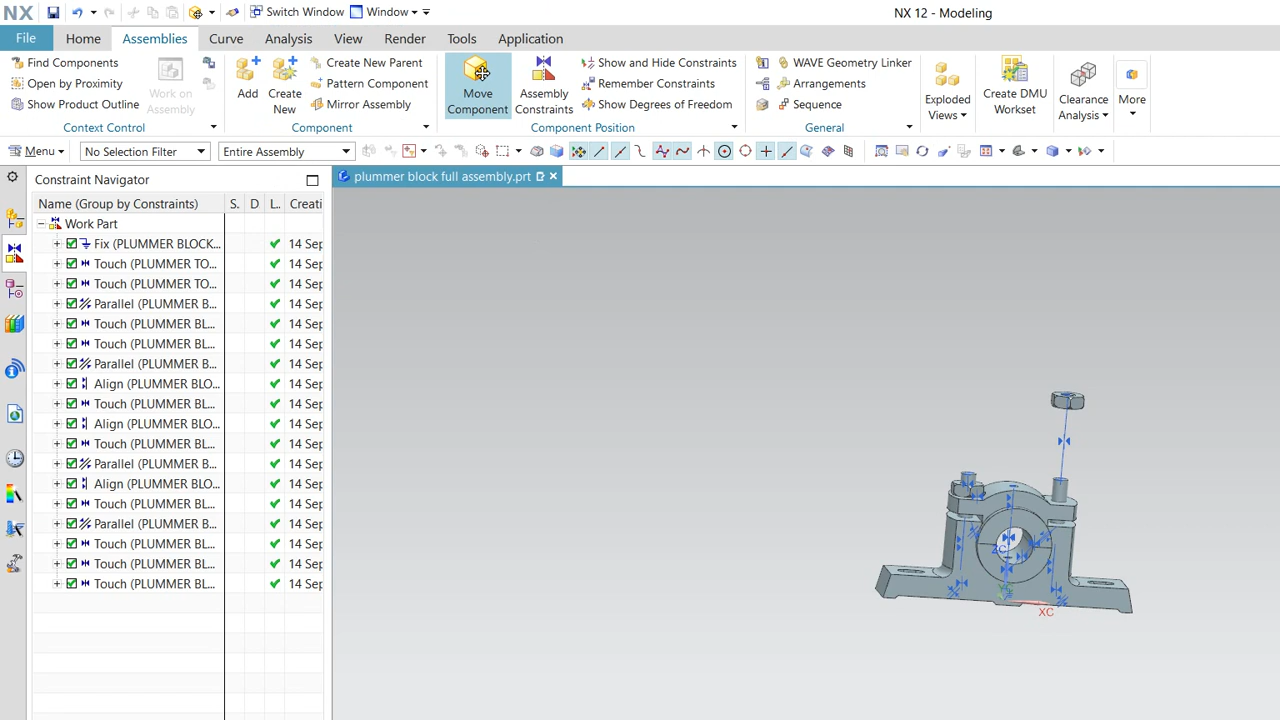 NX Switch Window Window NX 12 - Modeling
File Home Assemblies Curve Analysis View Render Tools Application
Find Components
Open by Proximity
Show Product Outline
Work on
Assembly
Context Control
Add
Create
New
Create New Parent
Pattern Component
Mirror Assembly
Component
Move
Component
Assembly
Constraints
Show and Hide Constraints
Remember Constraints
Show Degrees of Freedom
Component Position
WAVE Geometry Linker
Arrangements
Sequence
General
Exploded
Views
Create DMU
Workset
Clearance
Analysis
More
Menu No Selection Filter Entire Assembly
Constraint Navigator
plummer block full assembly.prt
Name (Group by Constraints) S. D L.. Creati
Work Part
Fix (PLUMMER BLOCK... 14 Sep
Touch (PLUMMER TO... 14 Sep
Touch (PLUMMER TO... 14 Sep
Parallel (PLUMMER B... 14 Sep
Touch (PLUMMER BL... 14 Sep
Touch (PLUMMER BL... 14 Sep
Parallel (PLUMMER B... 14 Sep
Align (PLUMMER BLO... 14 Sep
Touch (PLUMMER BL... 14 Sep
Align (PLUMMER BLO... 14 Sep
Touch (PLUMMER BL... 14 Sep
Parallel (PLUMMER B... 14 Sep
Align (PLUMMER BLO... 14 Sep
Touch (PLUMMER BL... 14 Sep
Parallel (PLUMMER B... 14 Sep
Touch (PLUMMER BL... 14 Sep
Touch (PLUMMER BL... 14 Sep
Touch (PLUMMER BL... 14 Sep
ZC
XC